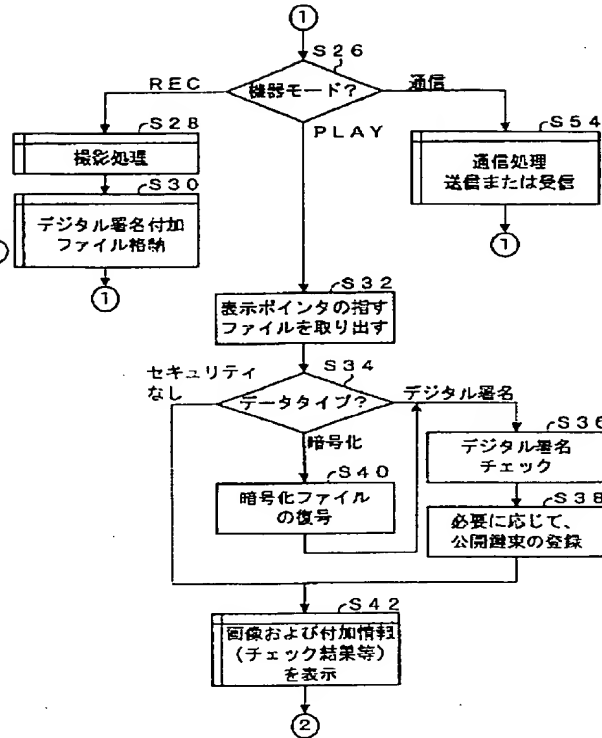 ①
S26
機器モード?
REC
通信
PLAY
S28
撮影処理
S54
通信処理
送信または受信
S30
デジタル署名付加
ファイル格納
①
①
S32
表示ポインタの指す
ファイルを取り出す
S34
データタイプ?
セキュリティ
なし
デジタル署名
暗号化
S36
デジタル署名
チェック
S40
暗号化ファイル
の復号
S38
必要に応じて、
公開鍵束の登録
S42
画像および付加情報
(チェック結果等)
を表示
②